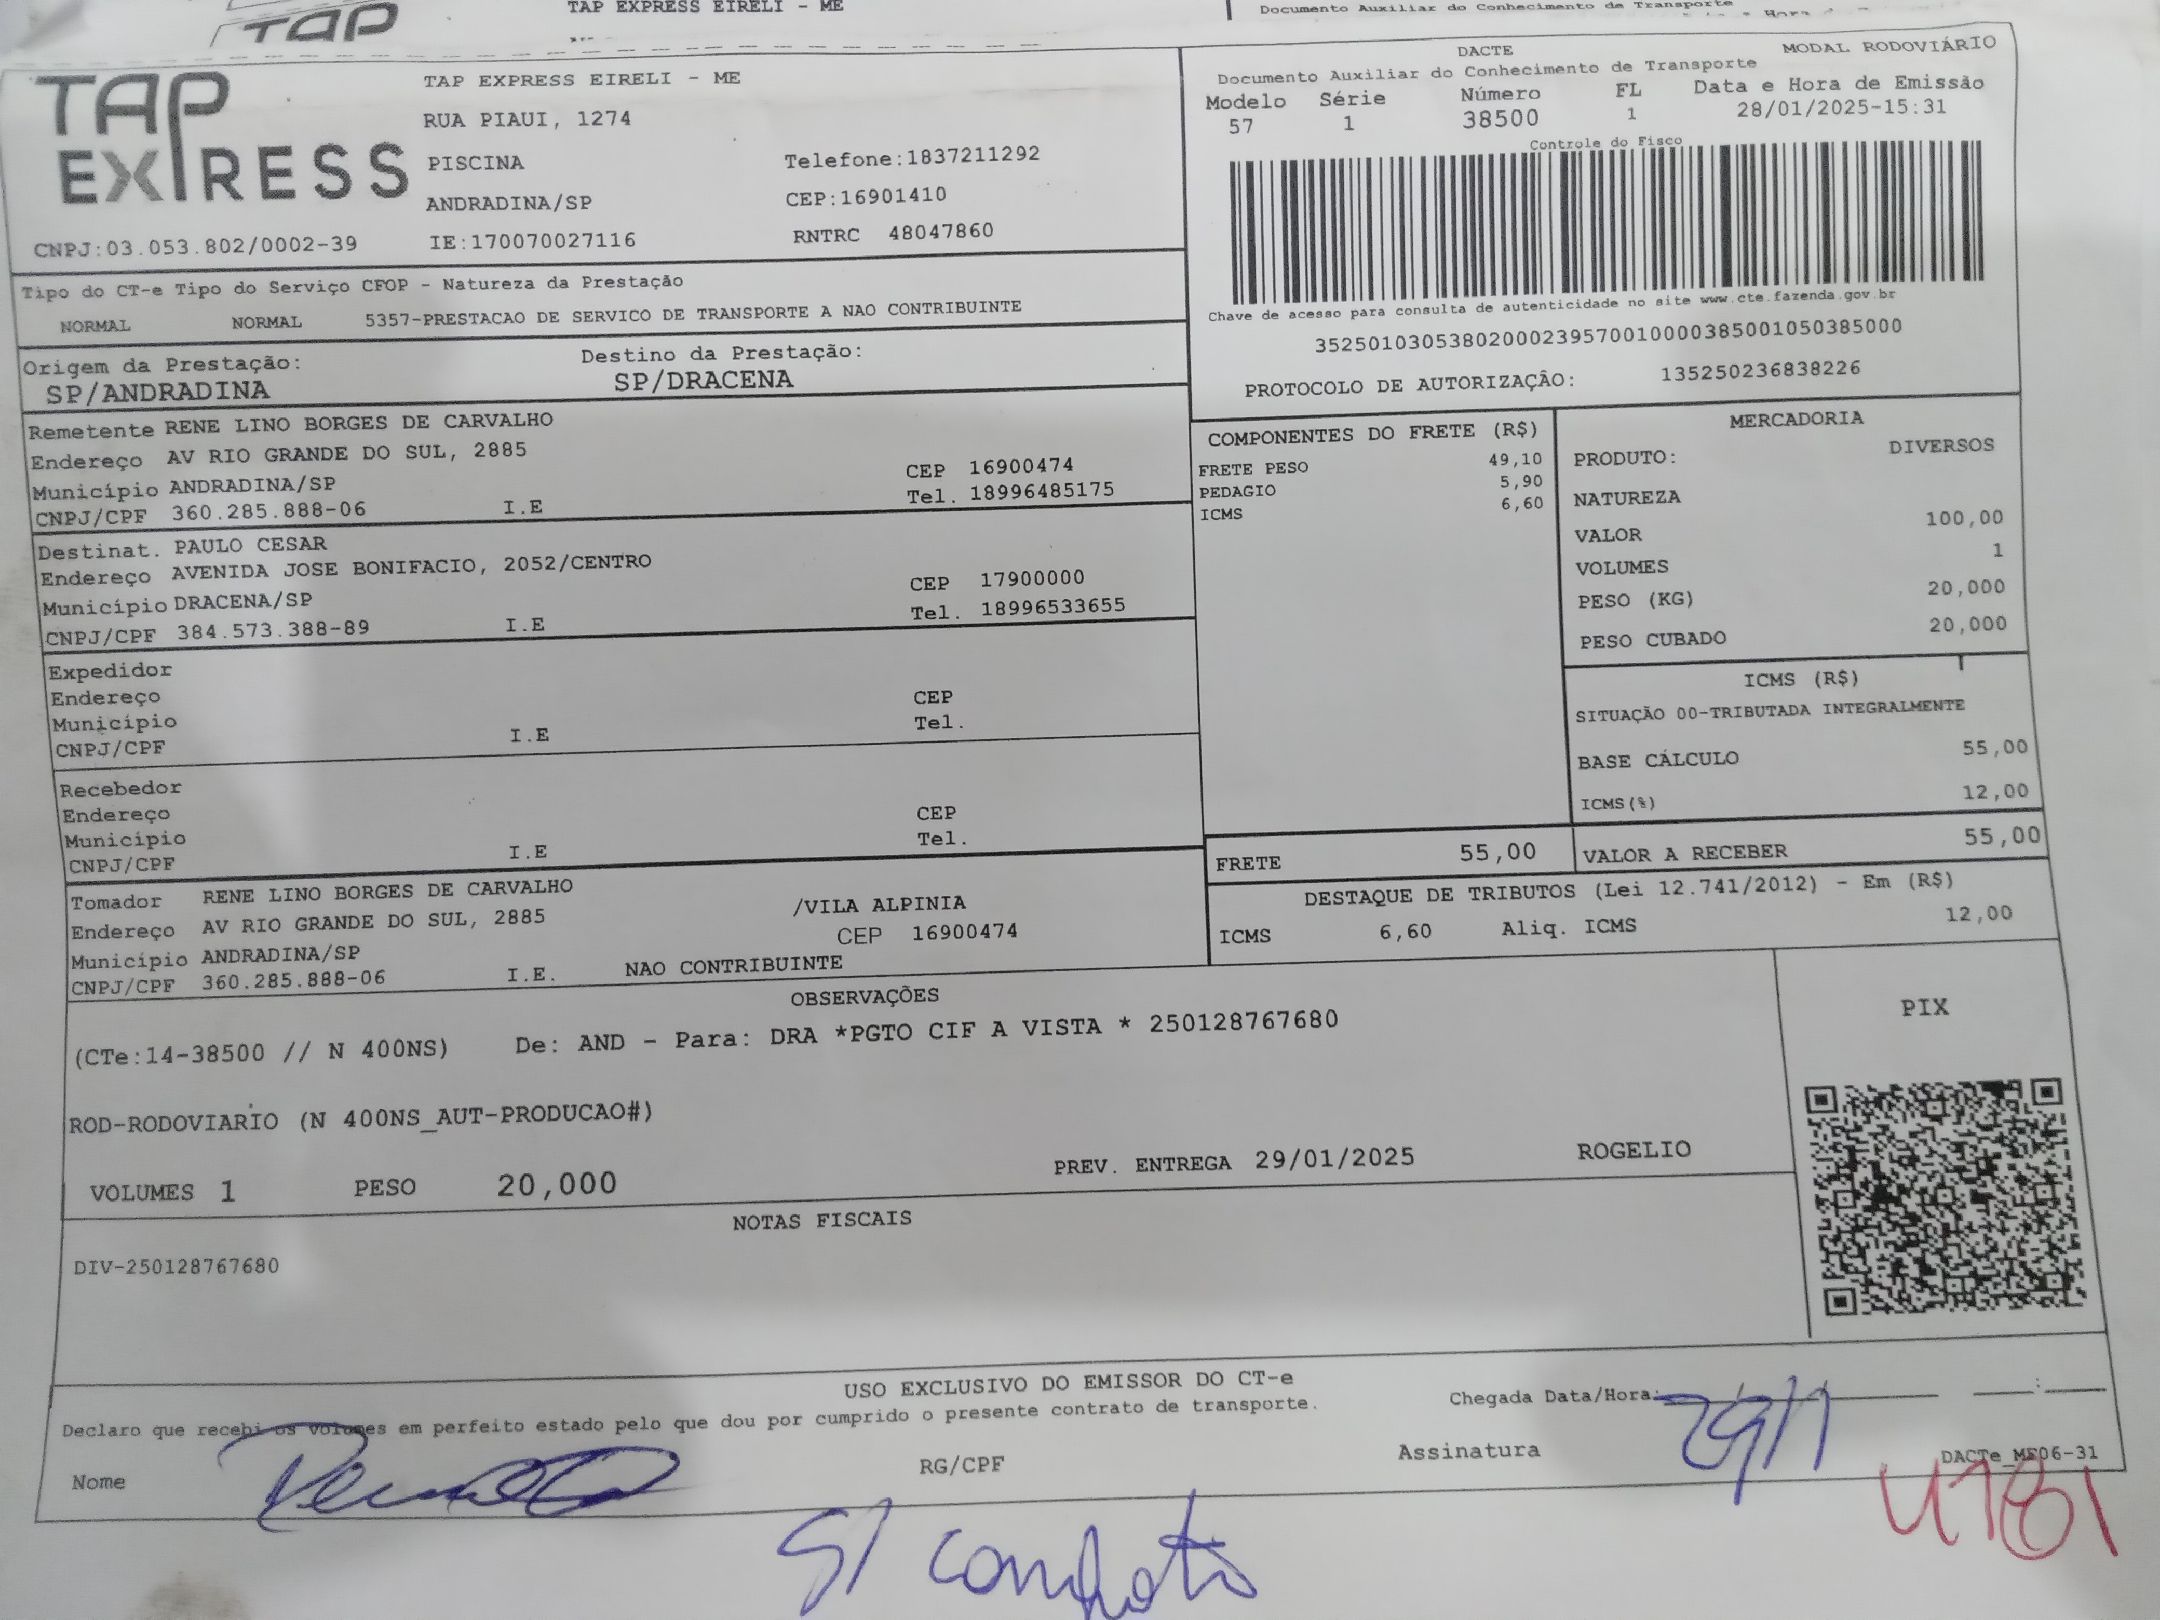 TAP
TAP EXPRESS EIRELI - ME
Documento Auxiliar do Conhecimento de Transporte
TAP EXPRESS
TAP EXPRESS EIRELI - ME
RUA PIAUI, 1274
PISCINA Telefone:1837211292
ANDRADINA/SP CEP:16901410
CNPJ:03.053.802/0002-39 IE:170070027116 RNTRC 48047860
DACTE MODAL RODOVIÁRIO
Documento Auxiliar do Conhecimento de Transporte
Modelo Série Número FL Data e Hora de Emissão
57 1 38500 1 28/01/2025-15:31
Controle do Fisco
Chave de acesso para consulta de autenticidade no site www.cte.fazenda.gov.br
35250103053802000239570010000385001050385000
PROTOCOLO DE AUTORIZAÇÃO: 135250236838226
Tipo do CT-e Tipo do Serviço CFOP - Natureza da Prestação
NORMAL NORMAL 5357-PRESTACAO DE SERVICO DE TRANSPORTE A NAO CONTRIBUINTE
Origem da Prestação: Destino da Prestação:
SP/ANDRADINA SP/DRACENA
Remetente RENE LINO BORGES DE CARVALHO
Endereço AV RIO GRANDE DO SUL, 2885 CEP 16900474
Município ANDRADINA/SP Tel. 18996485175
CNPJ/CPF 360.285.888-06 I.E
Destinat. PAULO CESAR
Endereço AVENIDA JOSE BONIFACIO, 2052/CENTRO CEP 17900000
Município DRACENA/SP Tel. 18996533655
CNPJ/CPF 384.573.388-89 I.E
Expedidor
Endereço CEP
Município Tel.
CNPJ/CPF I.E
Recebedor
Endereço CEP
Município Tel.
CNPJ/CPF I.E
Tomador RENE LINO BORGES DE CARVALHO
Endereço AV RIO GRANDE DO SUL, 2885 /VILA ALPINIA
Município ANDRADINA/SP CEP 16900474
CNPJ/CPF 360.285.888-06 I.E. NAO CONTRIBUINTE
COMPONENTES DO FRETE (R$)
FRETE PESO 49,10
PEDAGIO 5,90
ICMS 6,60
MERCADORIA
PRODUTO: DIVERSOS
NATUREZA
VALOR 100,00
VOLUMES 1
PESO (KG) 20,000
PESO CUBADO 20,000
ICMS (R$)
SITUAÇÃO 00-TRIBUTADA INTEGRALMENTE
BASE CÁLCULO 55,00
ICMS(%) 12,00
FRETE 55,00 VALOR A RECEBER 55,00
DESTAQUE DE TRIBUTOS (Lei 12.741/2012) - Em (R$)
ICMS 6,60 Aliq. ICMS 12,00
OBSERVAÇÕES
(CTe:14-38500 // N 400NS) De: AND - Para: DRA *PGTO CIF A VISTA * 250128767680
ROD-RODOVIARIO (N 400NS_AUT-PRODUCAO#)
VOLUMES 1 PESO 20,000 PREV. ENTREGA 29/01/2025 ROGELIO
PIX
NOTAS FISCAIS
DIV-250128767680
USO EXCLUSIVO DO EMISSOR DO CT-e
Declaro que recebi os volumes em perfeito estado pelo que dou por cumprido o presente contrato de transporte.
Chegada Data/Hora: 29/1 :
Nome RG/CPF Assinatura
DACTe_MF06-31